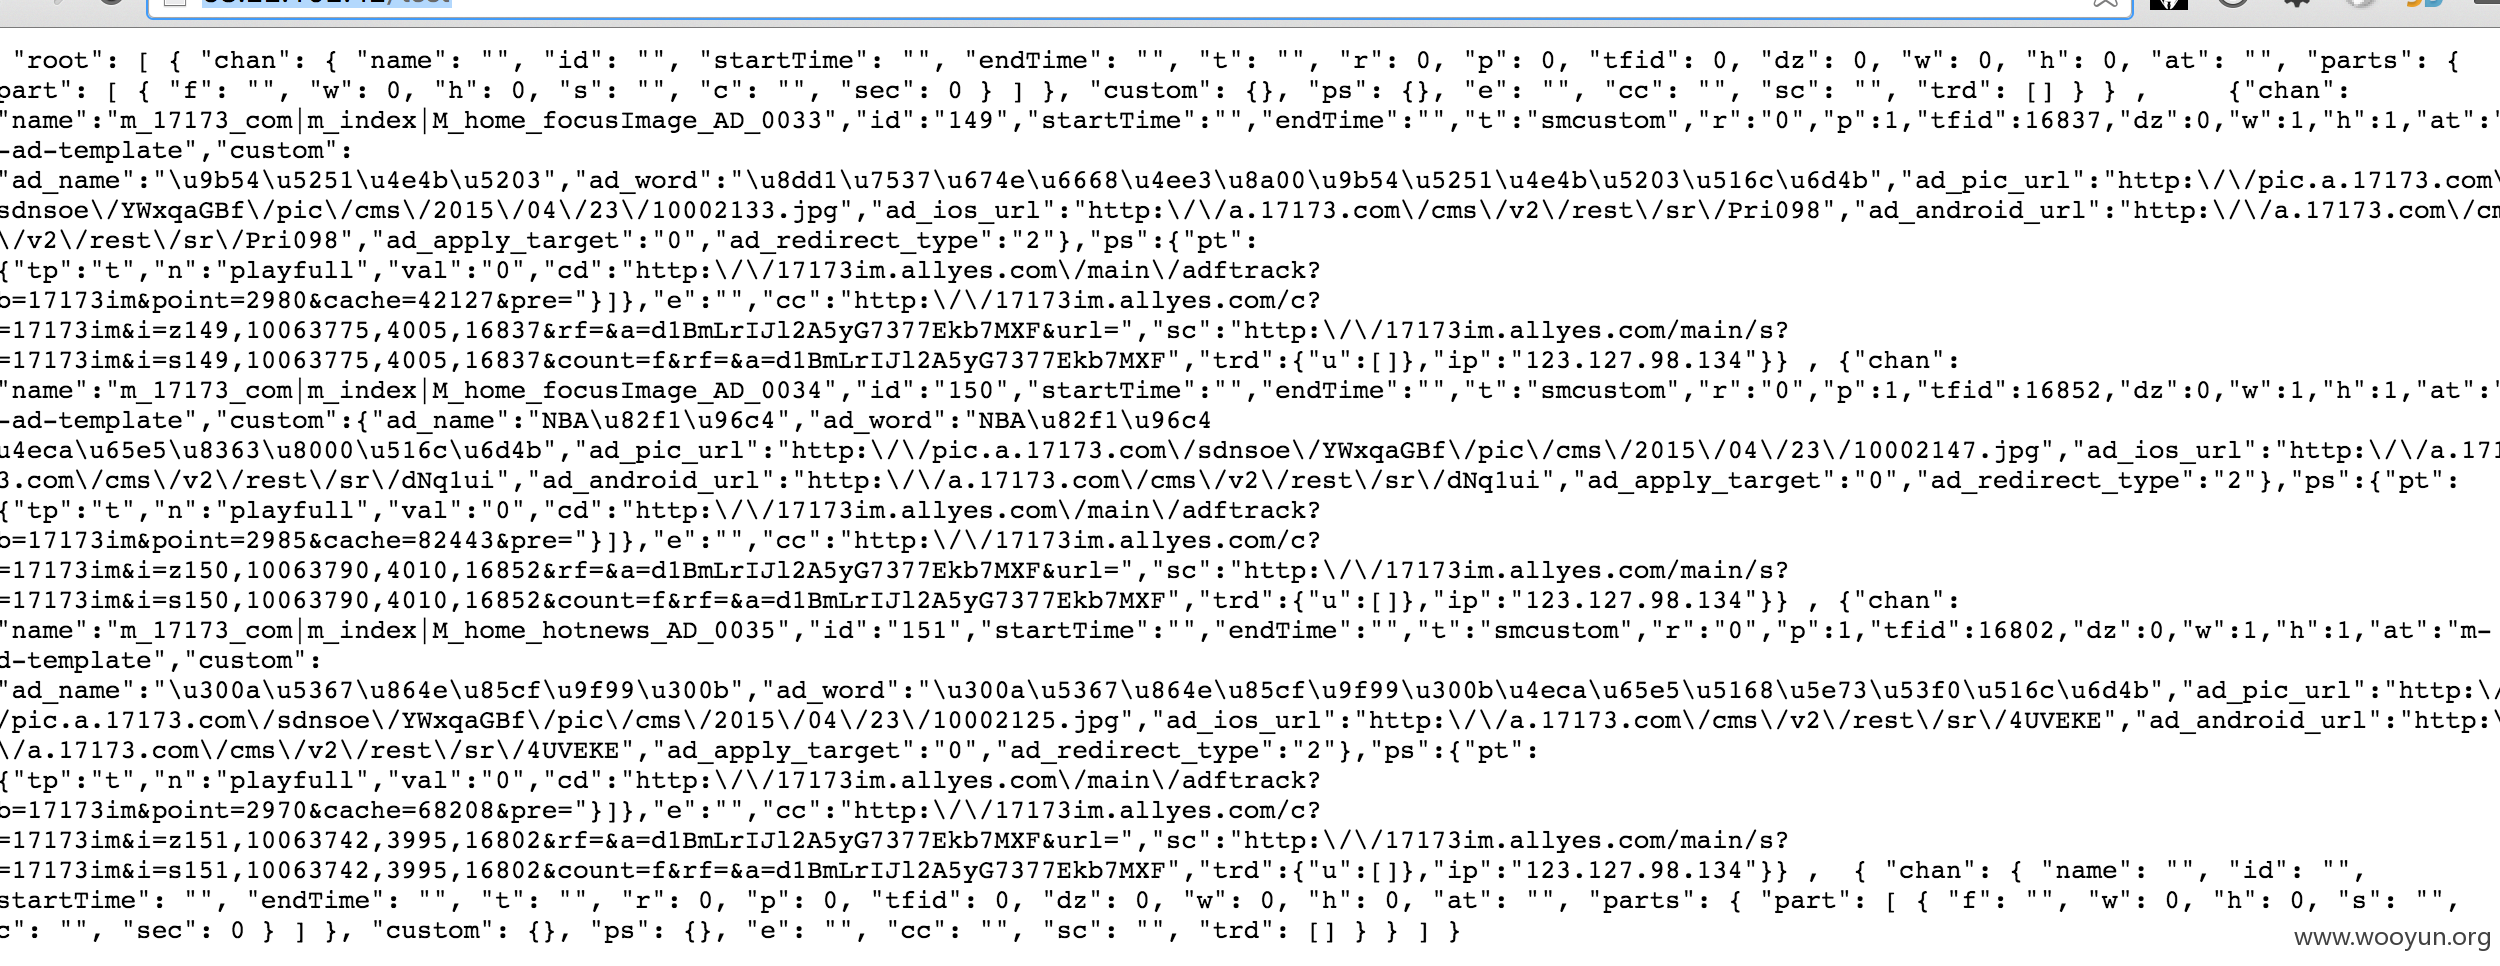 "root": [ { "chan": { "name": "", "id": "", "startTime": "", "endTime": "", "t": "", "r": 0, "p": 0, "tfid": 0, "dz": 0, "w": 0, "h": 0, "at": "", "parts": {
part": [ { "f": "", "w": 0, "h": 0, "s": "", "c": "", "sec": 0 } ] }, "custom": {}, "ps": {}, "e": "", "cc": "", "sc": "", "trd": [] } } , {"chan":
"name":"m_17173_com|m_index|M_home_focusImage_AD_0033","id":"149","startTime":"","endTime":"","t":"smcustom","r":"0","p":1,"tfid":16837,"dz":0,"w":1,"h":1,"at":"
-ad-template","custom":
"ad_name":"\u9b54\u5251\u4e4b\u5203","ad_word":"\u8dd1\u7537\u674e\u6668\u4ee3\u8a00\u9b54\u5251\u4e4b\u5203\u516c\u6d4b","ad_pic_url":"http:\/\/pic.a.17173.com\
sdnsoe\/YWxqaGBf\/pic\/cms\/2015\/04\/23\/10002133.jpg","ad_ios_url":"http:\/\/a.17173.com\/cms\/v2\/rest\/sr\/Pri098","ad_android_url":"http:\/\/a.17173.com\/cm
\/v2\/rest\/sr\/Pri098","ad_apply_target":"0","ad_redirect_type":"2"},"ps":{"pt":
{"tp":"t","n":"playfull","val":"0","cd":"http:\/\/17173im.allyes.com\/main\/adftrack?
b=17173im&point=2980&cache=42127&pre="}]},"e":"","cc":"http:\/\/17173im.allyes.com/c?
=17173im&i=z149,10063775,4005,16837&rf=&a=d1BmLrIJl2A5yG7377Ekb7MXF&url=","sc":"http:\/\/17173im.allyes.com/main/s?
=17173im&i=s149,10063775,4005,16837&count=f&rf=&a=d1BmLrIJl2A5yG7377Ekb7MXF","trd":{"u":[]},"ip":"123.127.98.134"}} , {"chan":
"name":"m_17173_com|m_index|M_home_focusImage_AD_0034","id":"150","startTime":"","endTime":"","t":"smcustom","r":"0","p":1,"tfid":16852,"dz":0,"w":1,"h":1,"at":"
-ad-template","custom":{"ad_name":"NBA\u82f1\u96c4","ad_word":"NBA\u82f1\u96c4
u4eca\u65e5\u8363\u8000\u516c\u6d4b","ad_pic_url":"http:\/\/pic.a.17173.com\/sdnsoe\/YWxqaGBf\/pic\/cms\/2015\/04\/23\/10002147.jpg","ad_ios_url":"http:\/\/a.171
3.com\/cms\/v2\/rest\/sr\/dNq1ui","ad_android_url":"http:\/\/a.17173.com\/cms\/v2\/rest\/sr\/dNq1ui","ad_apply_target":"0","ad_redirect_type":"2"},"ps":{"pt":
{"tp":"t","n":"playfull","val":"0","cd":"http:\/\/17173im.allyes.com\/main\/adftrack?
b=17173im&point=2985&cache=82443&pre="}]},"e":"","cc":"http:\/\/17173im.allyes.com/c?
=17173im&i=z150,10063790,4010,16852&rf=&a=d1BmLrIJl2A5yG7377Ekb7MXF&url=","sc":"http:\/\/17173im.allyes.com/main/s?
=17173im&i=s150,10063790,4010,16852&count=f&rf=&a=d1BmLrIJl2A5yG7377Ekb7MXF","trd":{"u":[]},"ip":"123.127.98.134"}} , {"chan":
"name":"m_17173_com|m_index|M_home_hotnews_AD_0035","id":"151","startTime":"","endTime":"","t":"smcustom","r":"0","p":1,"tfid":16802,"dz":0,"w":1,"h":1,"at":"m-
d-template","custom":
"ad_name":"\u300a\u5367\u864e\u85cf\u9f99\u300b","ad_word":"\u300a\u5367\u864e\u85cf\u9f99\u300b\u4eca\u65e5\u5168\u5e73\u53f0\u516c\u6d4b","ad_pic_url":"http:\/
/pic.a.17173.com\/sdnsoe\/YWxqaGBf\/pic\/cms\/2015\/04\/23\/10002125.jpg","ad_ios_url":"http:\/\/a.17173.com\/cms\/v2\/rest\/sr\/4UVEKE","ad_android_url":"http:\
\/a.17173.com\/cms\/v2\/rest\/sr\/4UVEKE","ad_apply_target":"0","ad_redirect_type":"2"},"ps":{"pt":
{"tp":"t","n":"playfull","val":"0","cd":"http:\/\/17173im.allyes.com\/main\/adftrack?
b=17173im&point=2970&cache=68208&pre="}]},"e":"","cc":"http:\/\/17173im.allyes.com/c?
=17173im&i=z151,10063742,3995,16802&rf=&a=d1BmLrIJl2A5yG7377Ekb7MXF&url=","sc":"http:\/\/17173im.allyes.com/main/s?
=17173im&i=s151,10063742,3995,16802&count=f&rf=&a=d1BmLrIJl2A5yG7377Ekb7MXF","trd":{"u":[]},"ip":"123.127.98.134"}} , { "chan": { "name": "", "id": "",
startTime": "", "endTime": "", "t": "", "r": 0, "p": 0, "tfid": 0, "dz": 0, "w": 0, "h": 0, "at": "", "parts": { "part": [ { "f": "", "w": 0, "h": 0, "s": "",
c": "", "sec": 0 } ] }, "custom": {}, "ps": {}, "e": "", "cc": "", "sc": "", "trd": [] } } ] }
www.wooyun.org